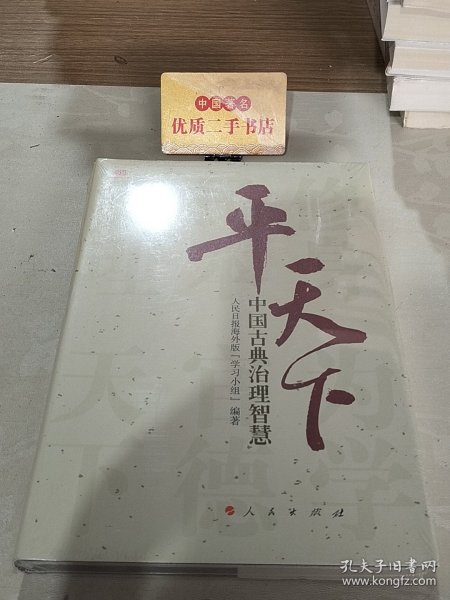 中国著名
优质二手书店
平天下
中国古典治理智慧
人民日报海外版“学习小组” 编著
人民出版社
孔夫子旧书网
www.kongfz.com